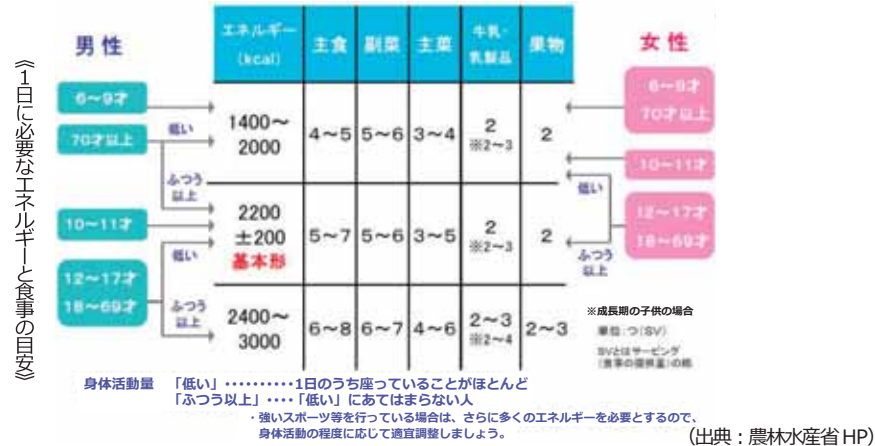 《1日に必要なエネルギーと食事の目安》
男性
女性
エネルギー
(kcal)
主食
副菜
主菜
牛乳・
乳製品
果物
6〜9才
70才以上
低い
ふつう
以上
10〜11才
低い
12〜17才
18〜69才
ふつう
以上
1400〜
2000
4〜5
5〜6
3〜4
2
※2〜3
2
2200
±200
基本形
5〜7
5〜6
3〜5
2
※2〜3
2
2400〜
3000
6〜8
6〜7
4〜6
2〜3
※2〜4
2〜3
6〜9才
70才以上
10〜11才
低い
12〜17才
18〜69才
ふつう
以上
※成長期の子供の場合
単位:つ(SV)
SVとはサービング
(食事の提供量)の略
身体活動量 「低い」・・・・・・・・・・1日のうち座っていることがほとんど
「ふつう以上」・・・・「低い」にあてはまらない人
・強いスポーツ等を行っている場合は、さらに多くのエネルギーを必要とするので、
身体活動の程度に応じて適宜調整しましょう。
(出典:農林水産省HP)